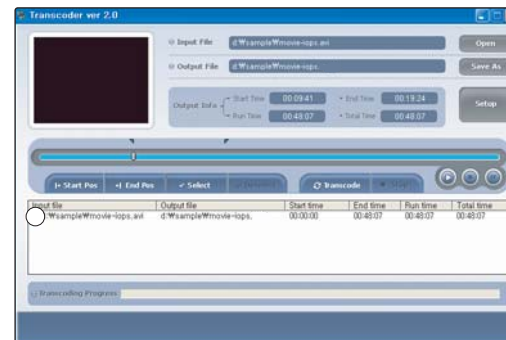 Transcoder ver 2.0
Input File d:₩sample₩movie-iops.avi Open
Output File d:₩sample₩movie-iops. Save As
Output Info Start Time 00:09:41 End Time 00:19:24 Setup
Run Time 00:48:07 Total Time 00:48:07
Start Pos End Pos Select Transcode
Input file Output file Start time End time Run time Total time
:₩sample₩movie-iops.avi d:₩sample₩movie-iops. 00:00:00 00:48:07 00:48:07 00:48:07
Transcoding Progress